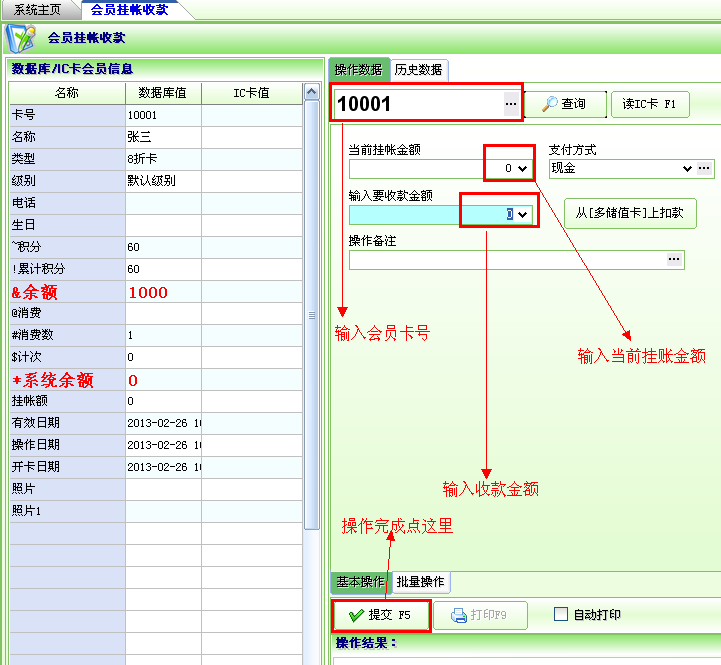 系统主页 会员挂帐收款
会员挂帐收款
数据库/IC卡会员信息
名称 数据库值 IC卡值
卡号 10001
名称 张三
类型 8折卡
级别 默认级别
电话
生日
^积分 60
!累计积分 60
&余额 1000
@消费
#消费数 1
$计次 0
*系统余额 0
挂帐额 0
有效日期 2013-02-26 1
操作日期 2013-02-26 1
开卡日期 2013-02-26 1
照片
照片1
操作数据 历史数据
10001 ... 查询 读IC卡 F1
当前挂帐金额 支付方式
0 现金 ...
输入要收款金额
0 从[多储值卡]上扣款
操作备注
...
输入会员卡号
输入当前挂账金额
输入收款金额
操作完成点这里
基本操作 批量操作
提交 F5 打印F9 自动打印
操作结果: